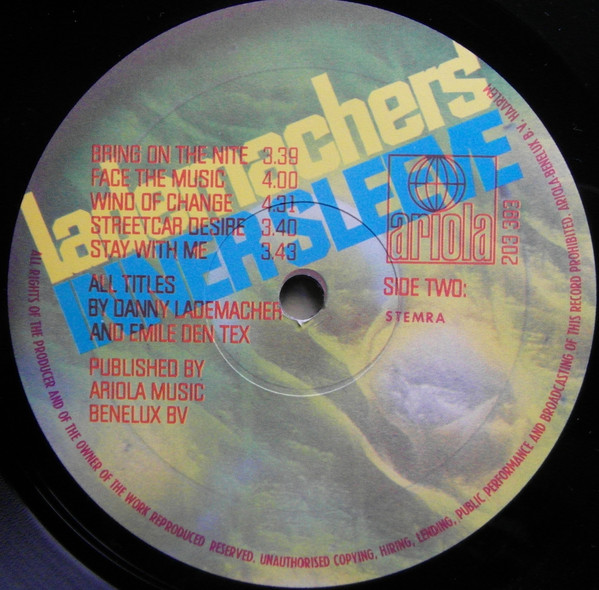 lademachers'
INNERSLEEVE
BRING ON THE NITE 3.39
FACE THE MUSIC 4.00
WIND OF CHANGE 4.31
STREETCAR DESIRE 3.40
STAY WITH ME 3.43
ALL TITLES
BY DANNY LADEMACHER
AND EMILE DEN TEX
PUBLISHED BY
ARIOLA MUSIC
BENELUX BV
ariola
203 393
SIDE TWO:
STEMRA
ALL RIGHTS OF THE PRODUCER AND OF THE OWNER OF THE WORK REPRODUCED RESERVED, UNAUTHORISED COPYING, HIRING, LENDING, PUBLIC PERFORMANCE AND BROADCASTING OF THIS RECORD PROHIBITED. ARIOLA-BENELUX B.V. HAARLEM